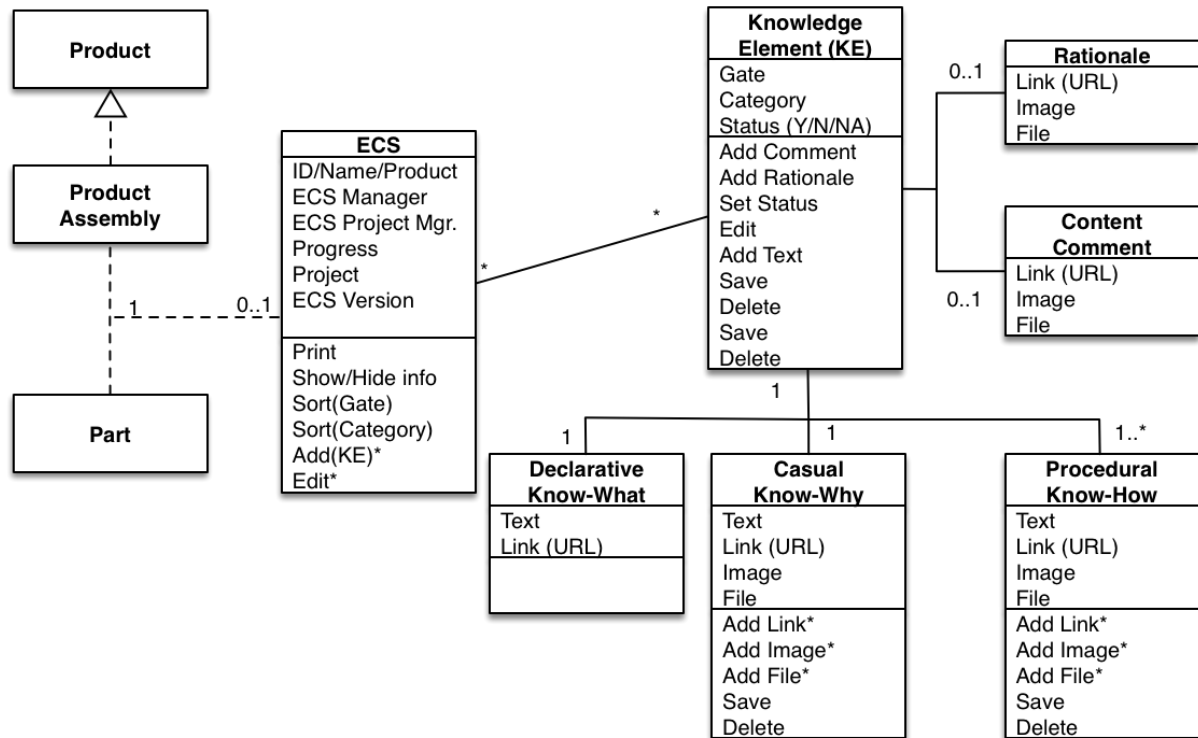 Product
Product
Assembly
1
0..1
Part
ECS
ID/Name/Product
ECS Manager
ECS Project Mgr.
Progress
Project
ECS Version
Print
Show/Hide info
Sort(Gate)
Sort(Category)
Add(KE)*
Edit*
*
*
Knowledge
Element (KE)
Gate
Category
Status (Y/N/NA)
Add Comment
Add Rationale
Set Status
Edit
Add Text
Save
Delete
Save
Delete
0..1
Rationale
Link (URL)
Image
File
0..1
Content
Comment
Link (URL)
Image
File
1
1
1
1..*
Declarative
Know-What
Text
Link (URL)
Casual
Know-Why
Text
Link (URL)
Image
File
Add Link*
Add Image*
Add File*
Save
Delete
Procedural
Know-How
Text
Link (URL)
Image
File
Add Link*
Add Image*
Add File*
Save
Delete